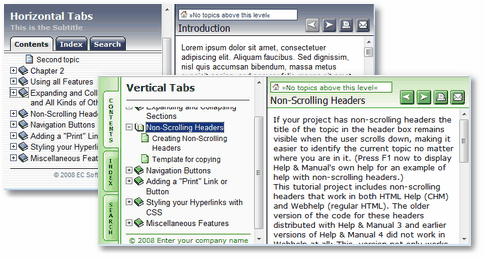 Horizontal Tabs
This is the Subtitle
Contents
Index
Search
Second topic
Chapter 2
Using all Features
Expanding and Coll
and All Kinds of Oth
Non-Scrolling Heade
Navigation Buttons
Adding a "Print" Lin
Styling your Hyperlin
Miscellaneous Featu
© 2008 EC Sof
»No topics above this level«
Introduction
Lorem ipsum dolor sit amet, consectetuer
adipiscing elit. Aliquam faucibus. Sed dignissim,
nisl quis accumsan bibendum, massa metus
CONTENTS
INDEX
SEARCH
Vertical Tabs
Expanding and Collapsing
Sections
Non-Scrolling Headers
Creating Non-Scrolling
Headers
Template for copying
Navigation Buttons
Adding a "Print" Link or
Button
Styling your Hyperlinks with
CSS
Miscellaneous Features
© 2008 Enter your company name
»No topics above this level«
Non-Scrolling Headers
If your project has non-scrolling headers the
title of the topic in the header box remains
visible when the user scrolls down, making it
easier to identify the current topic no matter
where you are in it. (Press F1 now to display
Help & Manual's own help for an example of
help with non-scrolling headers.)
This tutorial project includes non-scrolling
headers that work in both HTML Help (CHM)
and Webhelp (regular HTML). The older
version of the code for these headers
distributed with Help & Manual 3 and earlier
versions of Help & Manual 4 did not work in
Webhelp at all: This version not only works